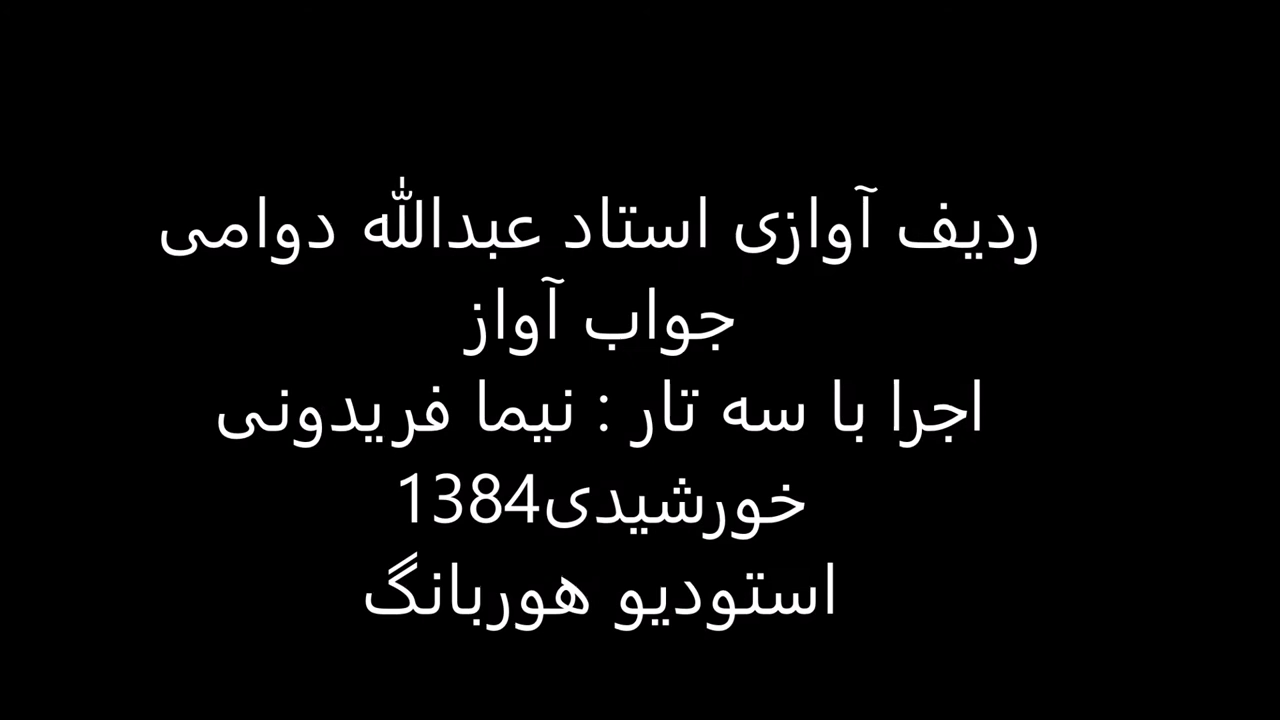 ردیف آوازی استاد عبدالله دوامی
جواب آواز
اجرا با سه تار : نیما فریدونی
خورشیدی1384
استودیو هوربانگ